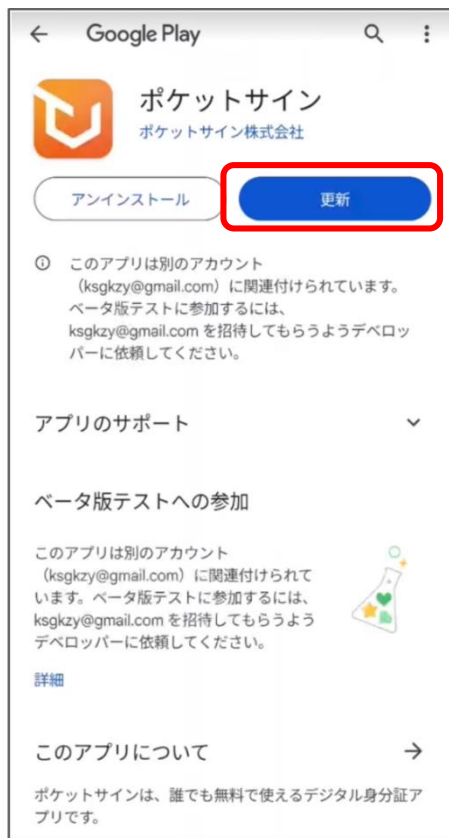 Google Play
ポケットサイン
ポケットサイン株式会社
アンインストール
更新
このアプリは別のアカウント
（ksgkzy@gmail.com）に関連付けられています。
ベータ版テストに参加するには、
ksgkzy@gmail.com を招待してもらうようデベロッ
パーに依頼してください。
アプリのサポート
ベータ版テストへの参加
このアプリは別のアカウント
（ksgkzy@gmail.com）に関連付けられて
います。ベータ版テストに参加するには、
ksgkzy@gmail.com を招待してもらうよう
デベロッパーに依頼してください。
詳細
このアプリについて
ポケットサインは、誰でも無料で使えるデジタル身分証ア
プリです。